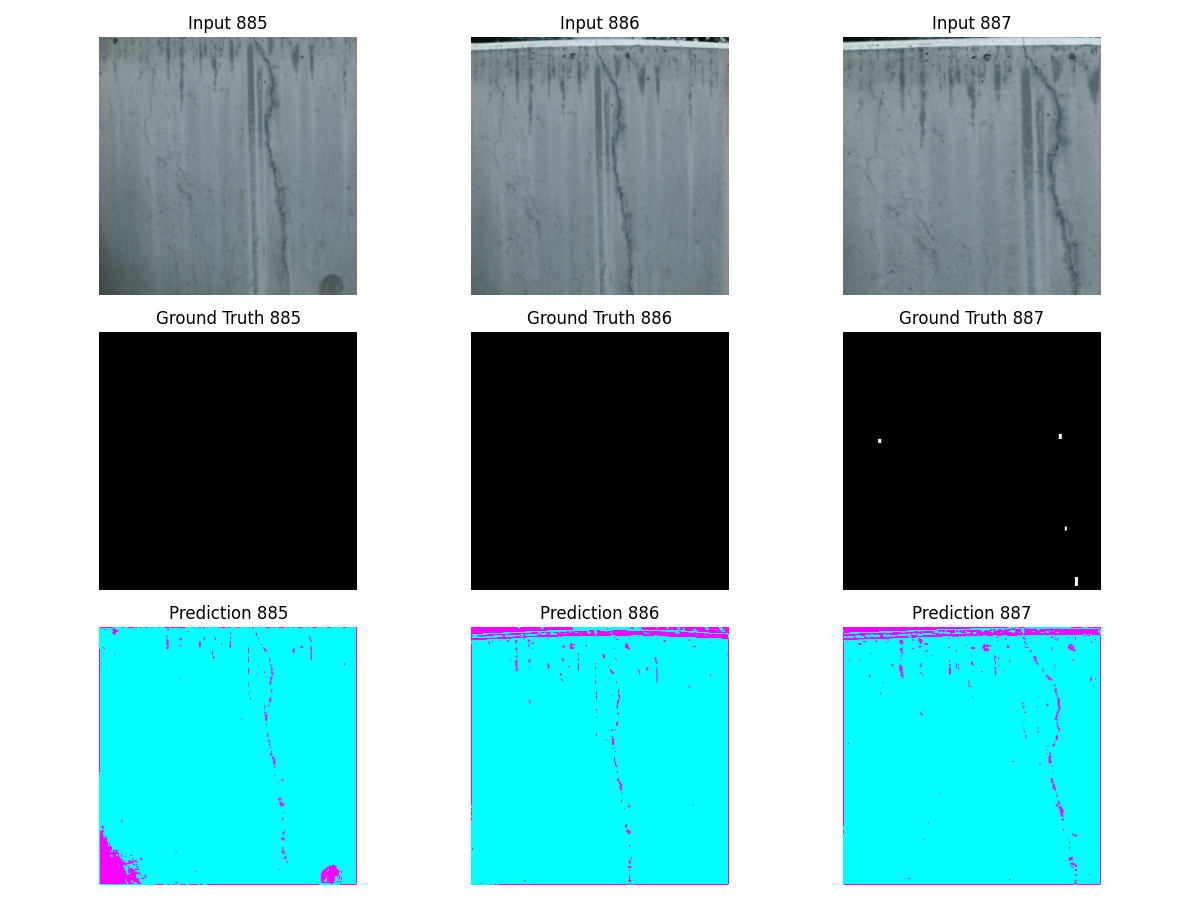 Input 885
Input 886
Input 887
Ground Truth 885
Ground Truth 886
Ground Truth 887
Prediction 885
Prediction 886
Prediction 887